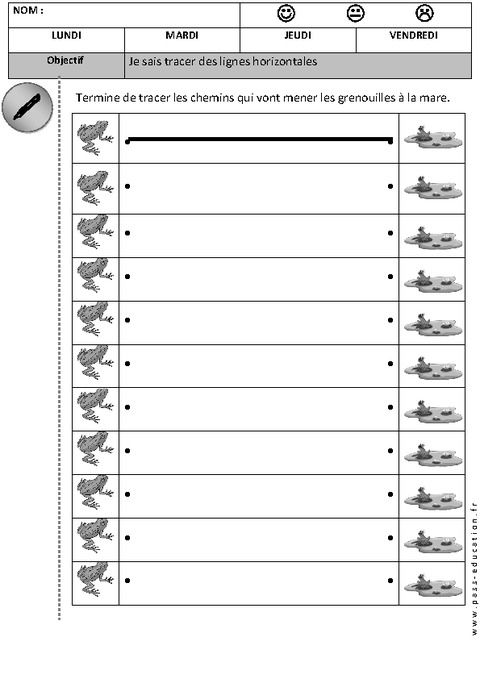 NOM :
LUNDI MARDI JEUDI VENDREDI
Objectif Je sais tracer des lignes horizontales
Termine de tracer les chemins qui vont mener les grenouilles à la mare.
www.pass-education.fr